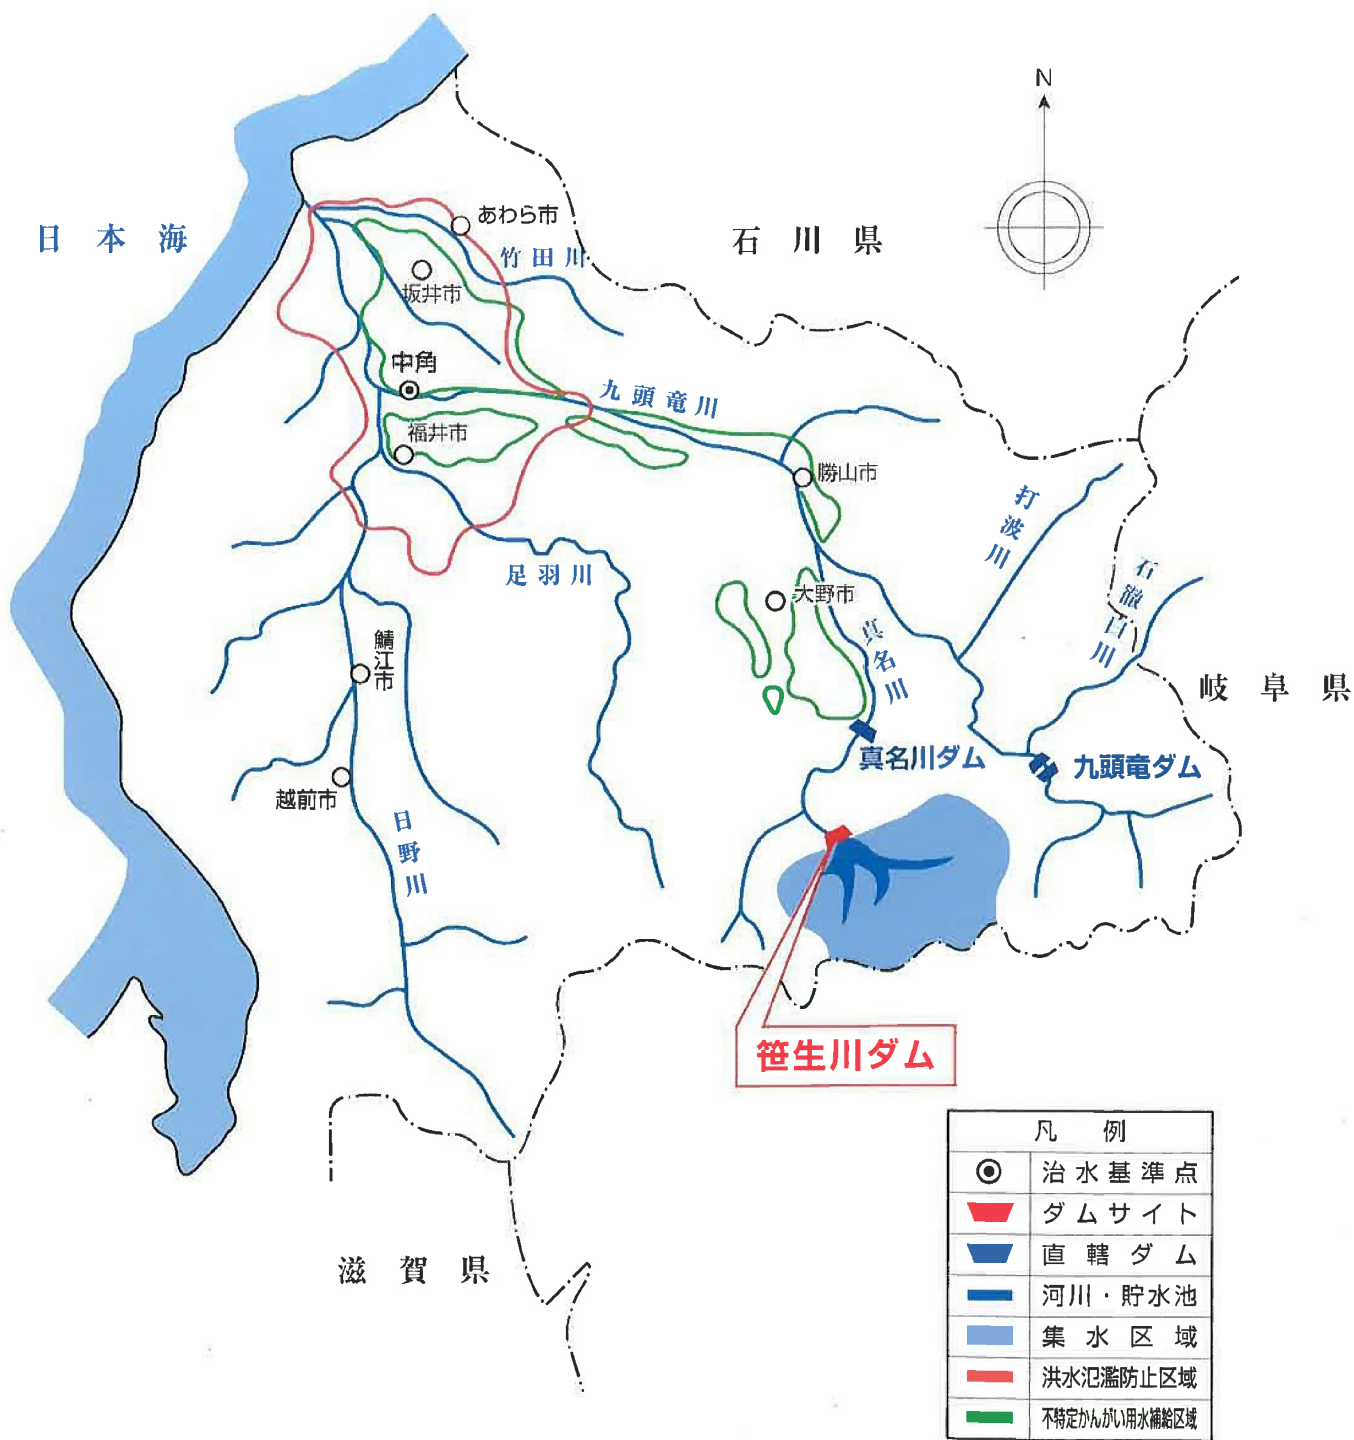 N
日本海
石川県
あわら市
竹田川
坂井市
中角
九頭竜川
福井市
勝山市
打波川
石徹白川
足羽川
大野市
真名川
鯖江市
岐阜県
真名川ダム
九頭竜ダム
越前市
日野川
笹生川ダム
滋賀県
凡例
治水基準点
ダムサイト
直轄ダム
河川・貯水池
集水区域
洪水氾濫防止区域
不特定かんがい用水補給区域